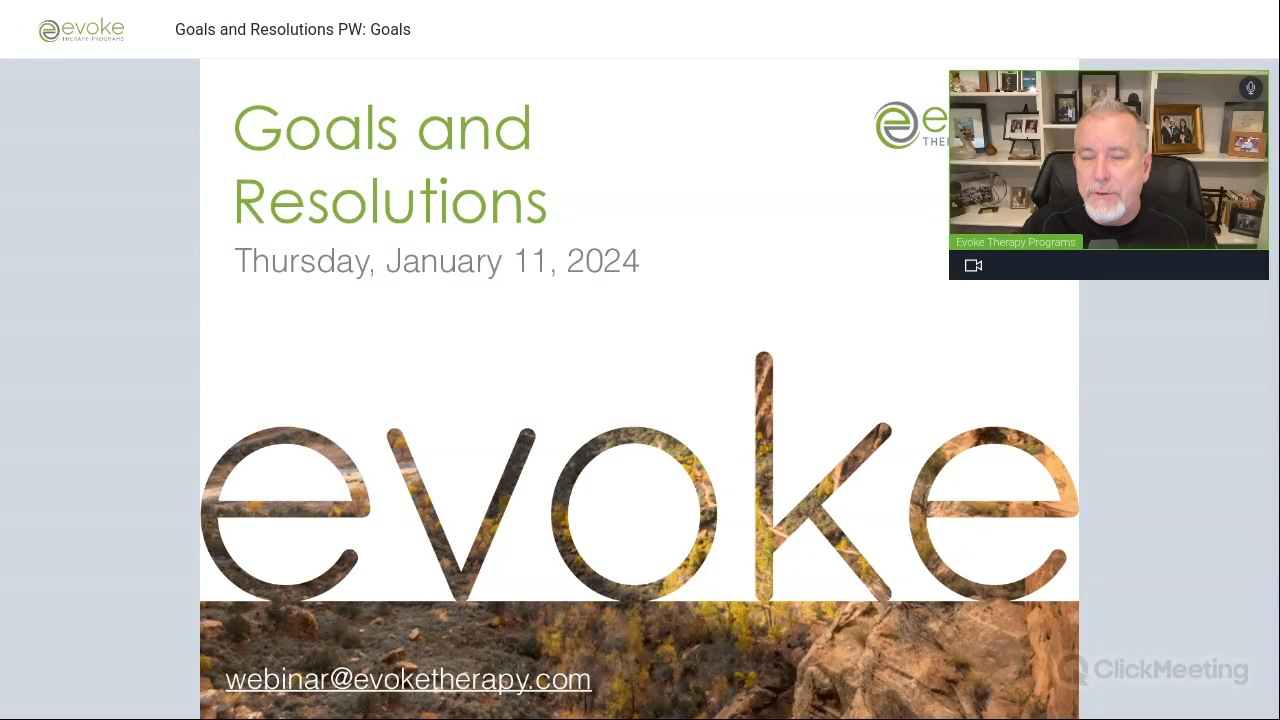 evoke
THERAPY PROGRAMS
Goals and Resolutions PW: Goals
Goals and
Resolutions
Thursday, January 11, 2024
e
THE
Evoke Therapy Programs
evoke
webinar@evoketherapy.com
ClickMeeting